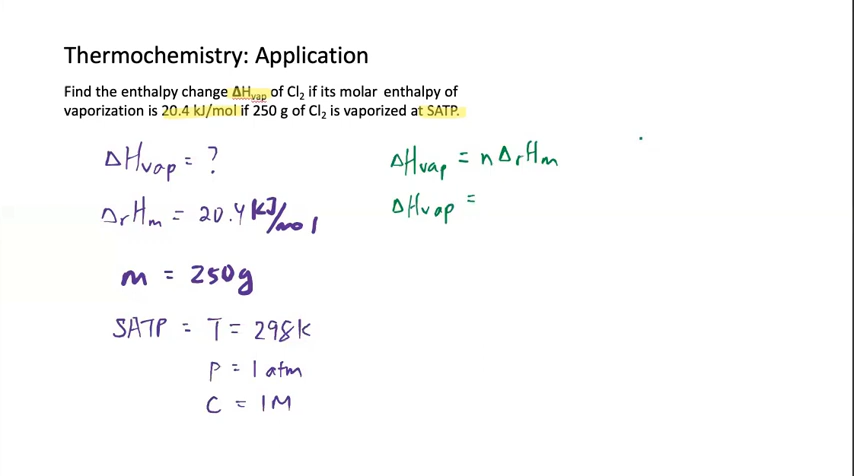 Thermochemistry: Application
Find the enthalpy change ΔHvap of Cl2 if its molar enthalpy of
vaporization is 20.4 kJ/mol if 250 g of Cl2 is vaporized at SATP.
ΔHvap = ?
ΔrHm = 20.4 kJ/mol
m = 250g
SATP = T = 298K
P = 1 atm
C = 1M
ΔHvap = n ΔrHm
ΔHvap =